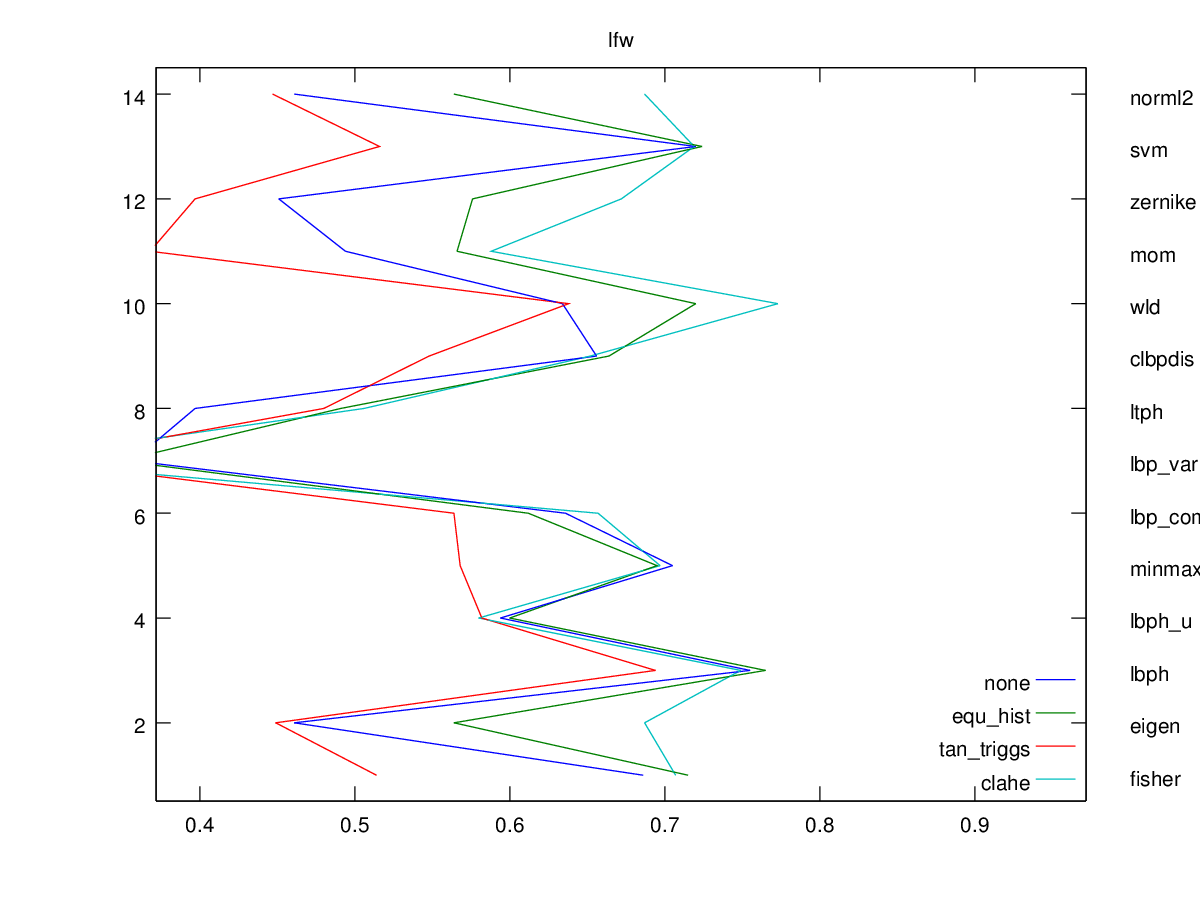 lfw
14
12
10
8
6
4
2
0.4 0.5 0.6 0.7 0.8 0.9
norml2
svm
zernike
mom
wld
clbpdis
ltph
lbp_var
lbp_con
minmax
lbph_u
lbph
eigen
fisher
none
equ_hist
tan_triggs
clahe